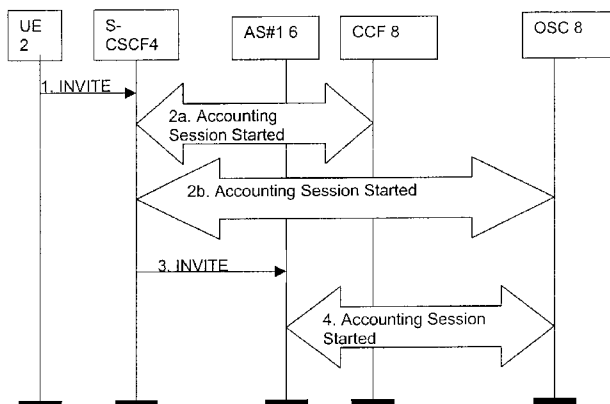 UE
2
S-
CSCF4
AS#1 6
CCF 8
OSC 8
1. INVITE
2a. Accounting
Session Started
2b. Accounting Session Started
3. INVITE
4. Accounting Session
Started